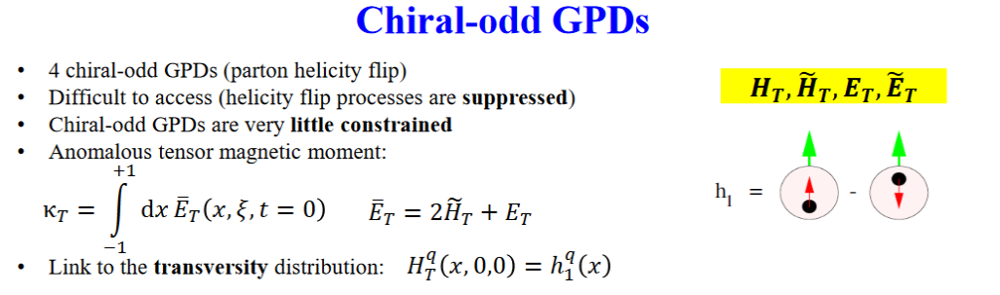 Chiral-odd GPDs
• 4 chiral-odd GPDs (parton helicity flip)
• Difficult to access (helicity flip processes are suppressed)
• Chiral-odd GPDs are very little constrained
• Anomalous tensor magnetic moment:
κ_T = ∫_{−1}^{+1} dx Ē_T(x, ξ, t = 0)    Ē_T = 2H̃_T + E_T
• Link to the transversity distribution: H_T^q(x, 0,0) = h_1^q(x)
H_T, H̃_T, E_T, Ẽ_T
h_1 = -